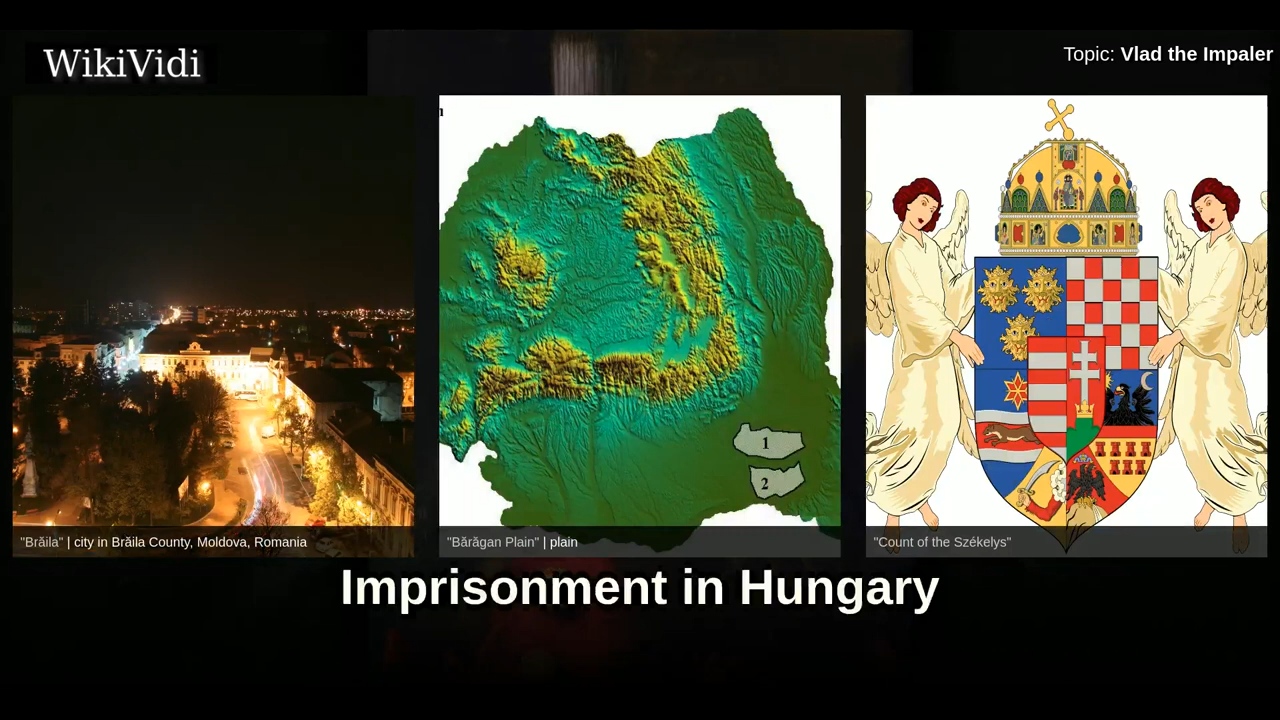 WikiVidi
Topic: Vlad the Impaler
1
2
"Brăila" | city in Brăila County, Moldova, Romania
"Bărăgan Plain" | plain
"Count of the Székelys"
Imprisonment in Hungary